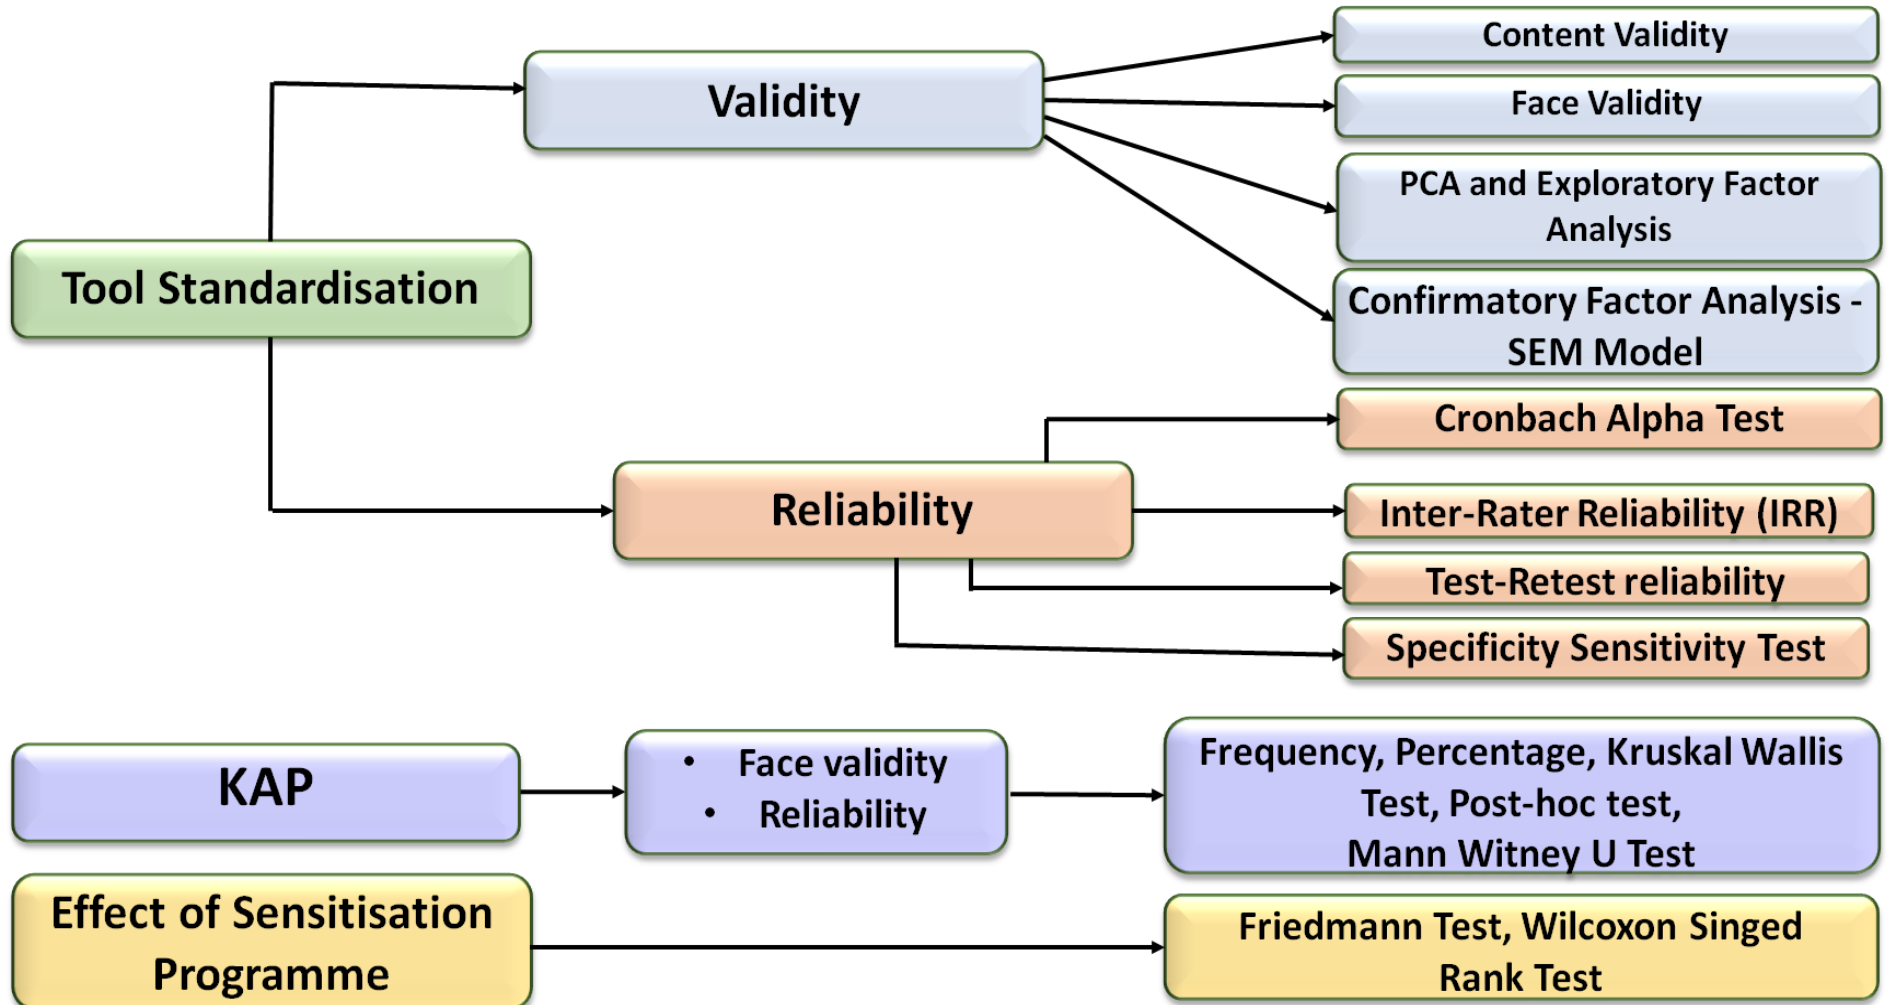 Content Validity
Validity
Face Validity
PCA and Exploratory Factor
Analysis
Tool Standardisation
Confirmatory Factor Analysis -
SEM Model
Cronbach Alpha Test
Reliability
Inter-Rater Reliability (IRR)
Test-Retest reliability
Specificity Sensitivity Test
KAP
• Face validity
• Reliability
Frequency, Percentage, Kruskal Wallis
Test, Post-hoc test,
Mann Witney U Test
Effect of Sensitisation
Programme
Friedmann Test, Wilcoxon Singed
Rank Test